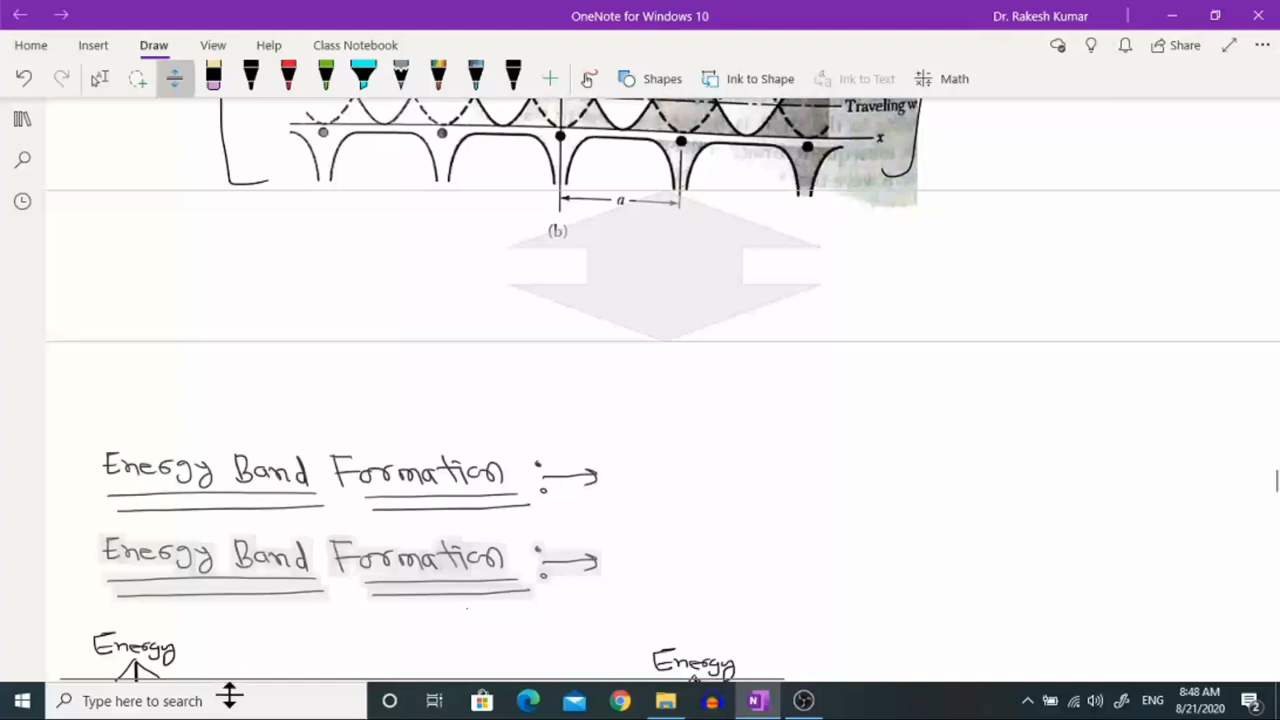 OneNote for Windows 10
Dr. Rakesh Kumar
Home Insert Draw View Help Class Notebook
Share
Shapes Ink to Shape Ink to Text Math
Traveling w
x
a
(b)
Energy Band Formation :→
Energy Band Formation :→
Energy
Energy
Type here to search
ENG
8:48 AM
8/21/2020
2